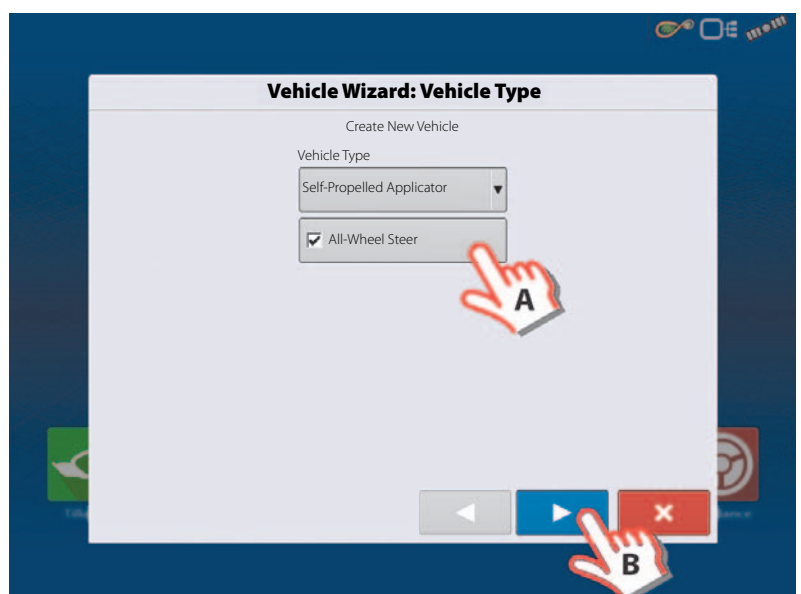 Vehicle Wizard: Vehicle Type
Create New Vehicle
Vehicle Type
Self-Propelled Applicator
All-Wheel Steer
A
B